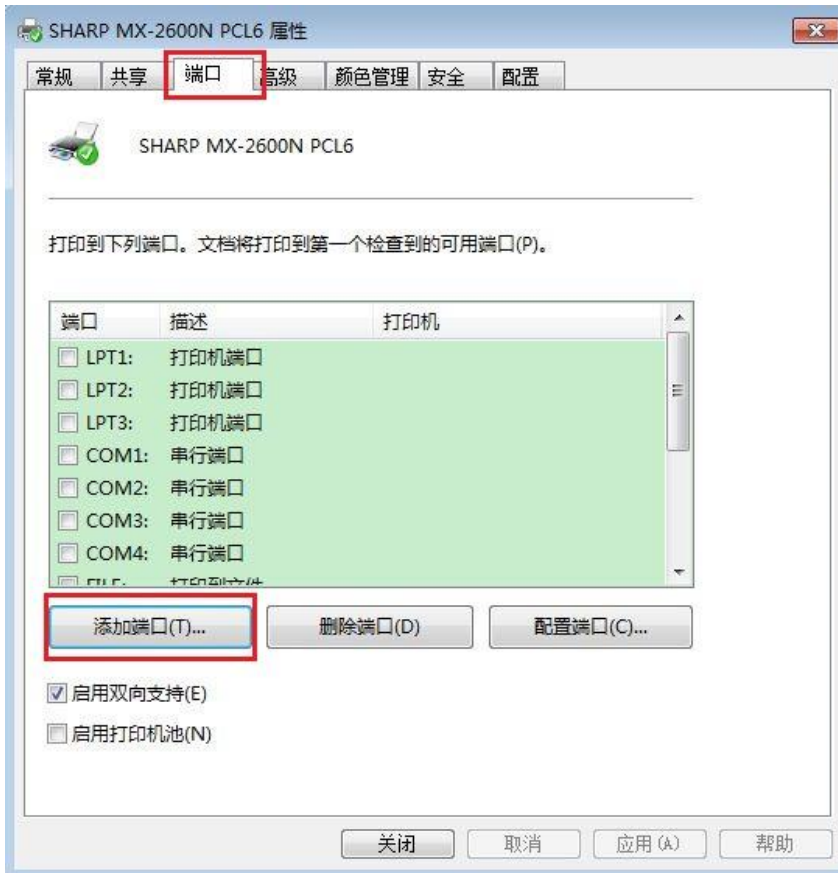 SHARP MX-2600N PCL6 属性
常规 共享 端口 高级 颜色管理 安全 配置
SHARP MX-2600N PCL6
打印到下列端口。文档将打印到第一个检查到的可用端口(P)。
端口 描述 打印机
LPT1: 打印机端口
LPT2: 打印机端口
LPT3: 打印机端口
COM1: 串行端口
COM2: 串行端口
COM3: 串行端口
COM4: 串行端口
FILE: 打印到文件
添加端口(T)... 删除端口(D) 配置端口(C)...
启用双向支持(E)
启用打印机池(N)
关闭 取消 应用(A) 帮助